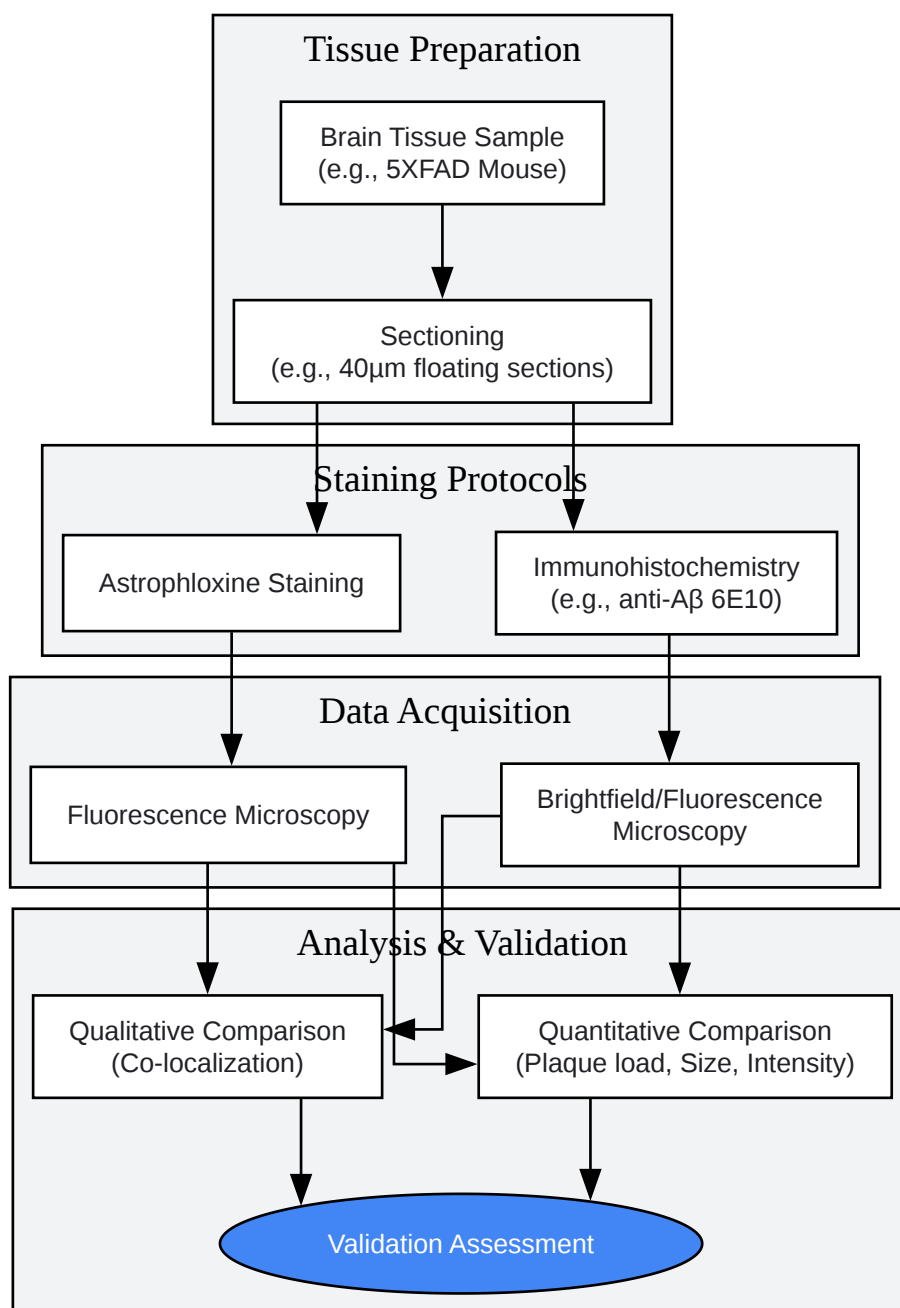 Tissue Preparation
Brain Tissue Sample
(e.g., 5XFAD Mouse)
Sectioning
(e.g., 40µm floating sections)
Staining Protocols
Astrophloxine Staining
Immunohistochemistry
(e.g., anti-Aβ 6E10)
Data Acquisition
Fluorescence Microscopy
Brightfield/Fluorescence
Microscopy
Analysis & Validation
Qualitative Comparison
(Co-localization)
Quantitative Comparison
(Plaque load, Size, Intensity)
Validation Assessment